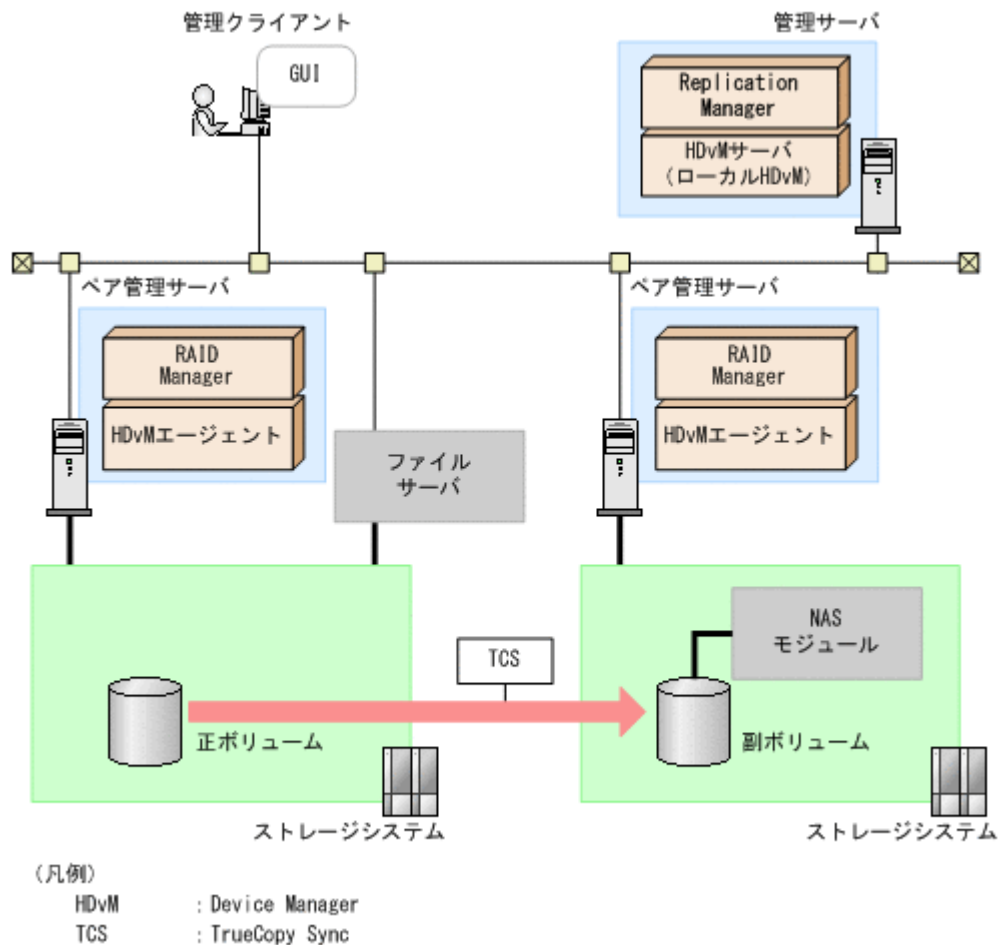 管理クライアント
GUI
管理サーバ
Replication
Manager
HDvMサーバ
(ローカルHDvM)
ペア管理サーバ
RAID
Manager
HDvMエージェント
ファイル
サーバ
ペア管理サーバ
RAID
Manager
HDvMエージェント
TCS
NAS
モジュール
正ボリューム
副ボリューム
ストレージシステム
ストレージシステム
(凡例)
HDvM : Device Manager
TCS : TrueCopy Sync